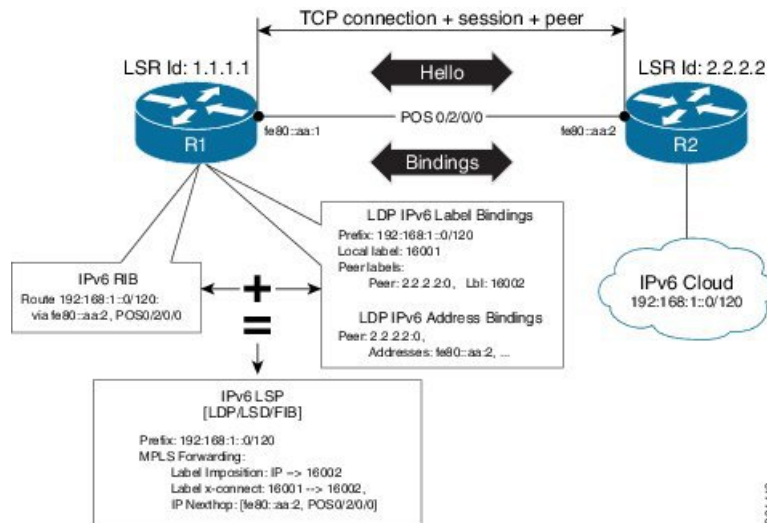 TCP connection + session + peer
LSR Id: 1.1.1.1
LSR Id: 2.2.2.2
Hello
POS 0/2/0/0
fe80::aa:1
fe80::aa:2
R1
R2
Bindings
LDP IPv6 Label Bindings
Prefix: 192:168:1::0/120
Local label: 16001
Peer labels:
Peer: 2.2.2.2:0, Lbl: 16002
LDP IPv6 Address Bindings
Peer: 2.2.2.2:0,
Addresses: fe80::aa:2, ...
IPv6 RIB
Route 192:168:1::0/120:
via fe80::aa:2, POS0/2/0/0
+
=
IPv6 Cloud
192:168:1::0/120
IPv6 LSP
[LDP/LSD/FIB]
Prefix: 192:168:1::0/120
MPLS Forwarding:
Label Imposition: IP --> 16002
Label x-connect: 16001 --> 16002,
IP Nexthop: [fe80::aa:2, POS0/2/0/0]